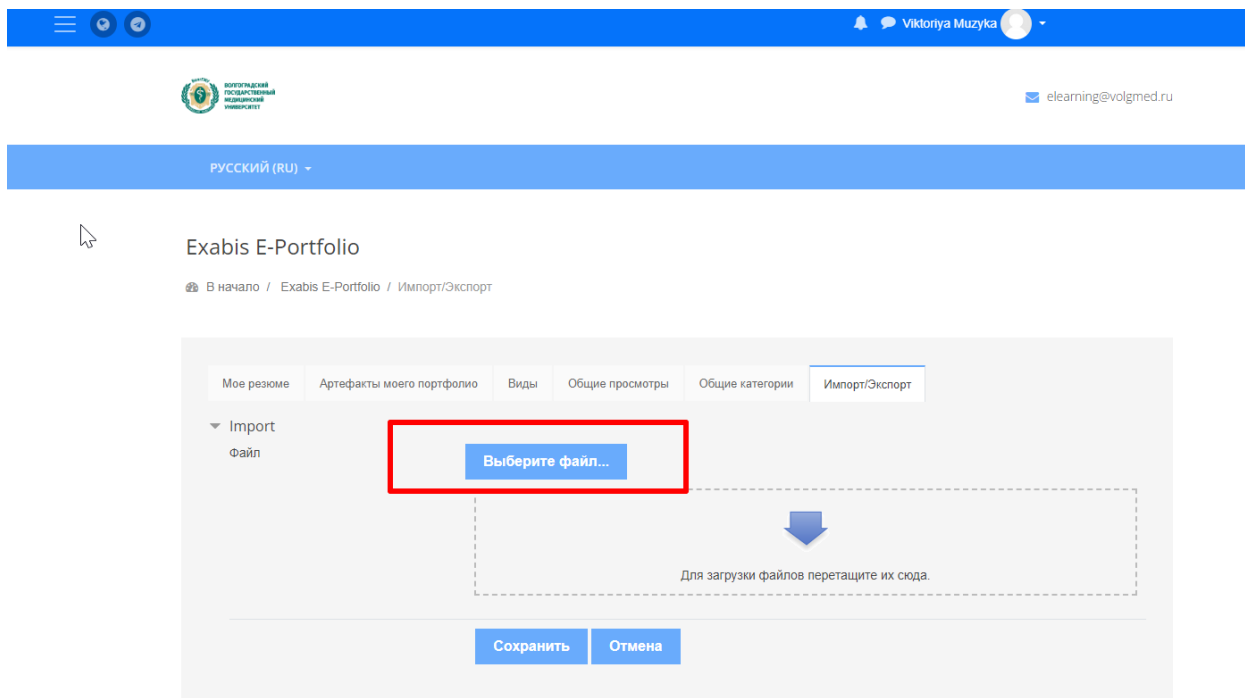 Viktoriya Muzyka
ВОЛГОГРАДСКИЙ
ГОСУДАРСТВЕННЫЙ
МЕДИЦИНСКИЙ
УНИВЕРСИТЕТ
elearning@volgmed.ru
РУССКИЙ (RU)
Exabis E-Portfolio
В начало / Exabis E-Portfolio / Импорт/Экспорт
Мое резюме Артефакты моего портфолио Виды Общие просмотры Общие категории Импорт/Экспорт
Import
Файл
Выберите файл...
Для загрузки файлов перетащите их сюда.
Сохранить Отмена